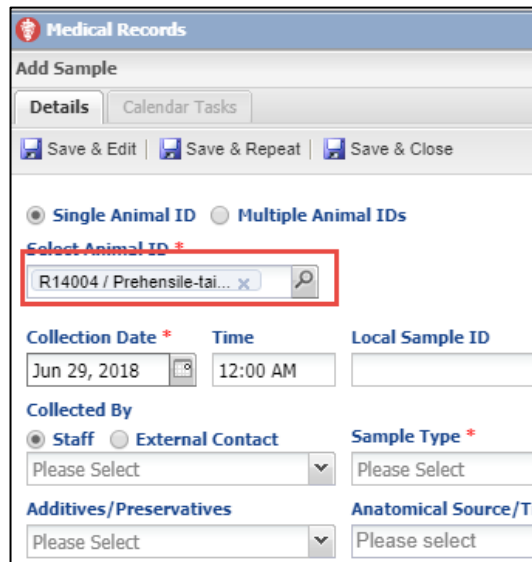 Medical Records
Add Sample
Details Calendar Tasks
Save & Edit Save & Repeat Save & Close
Single Animal ID Multiple Animal IDs
Select Animal ID *
R14004 / Prehensile-tai... x
Collection Date * Time Local Sample ID
Jun 29, 2018 12:00 AM
Collected By
Staff External Contact Sample Type *
Please Select Please Select
Additives/Preservatives Anatomical Source/T
Please Select Please select